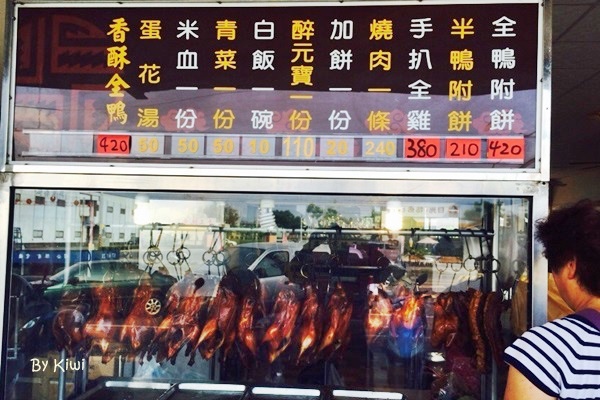 全鴨附餅
420
半鴨附餅
210
手扒全雞
380
燒肉一條
240
加餅一份
20
醉元寶一份
110
白飯一碗
10
青菜一份
50
米血一份
50
蛋花湯
50
香酥全鴨
420
By Kiwi